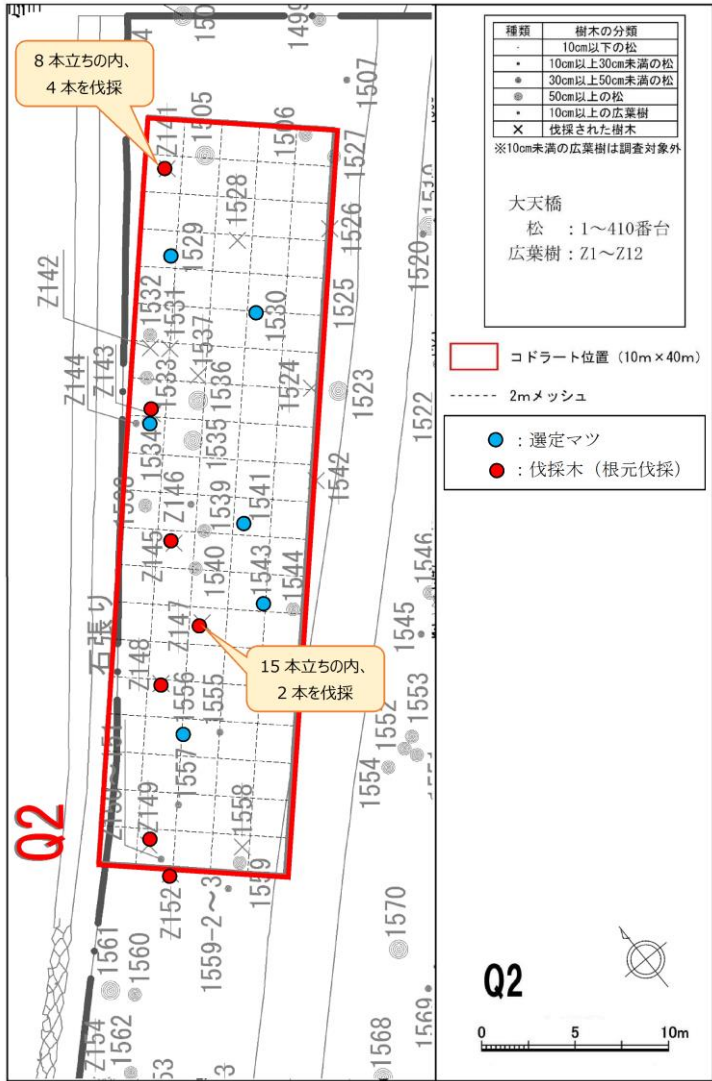 1499
1507
8本立ちの内、
4本を伐採
Z141
1505
1506
1527
1528
1526
1520
1529
Z142
1532
1531
1530
1525
1537
Z144
Z143
1533
1536
1524
1523
1522
1534
1535
1542
Z146
1539
1541
Z145
1540
1543
1544
1546
石張り
Z147
1545
Z148
15本立ちの内、
2本を伐採
1556
1555
1553
1552
1557
1554
Z149
1558
Q2
1559
Z152
1559-2～3
1570
1561
1560
1569
Z154
1562
1568
種類 樹木の分類
· 10cm以下の松
• 10cm以上30cm未満の松
30cm以上50cm未満の松
◎ 50cm以上の松
• 10cm以上の広葉樹
× 伐採された樹木
※10cm未満の広葉樹は調査対象外
大天橋
松 ：1～410番台
広葉樹：Z1～Z12
コドラート位置（10m×40m）
2mメッシュ
：選定マツ
：伐採木（根元伐採）
Q2
0 5 10m